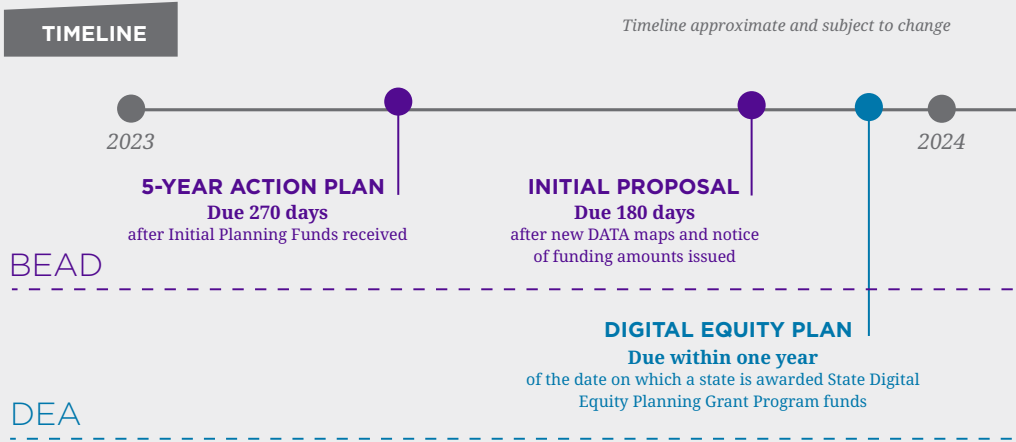 TIMELINE
Timeline approximate and subject to change
2023
2024
5-YEAR ACTION PLAN
Due 270 days
after Initial Planning Funds received
INITIAL PROPOSAL
Due 180 days
after new DATA maps and notice
of funding amounts issued
BEAD
DIGITAL EQUITY PLAN
Due within one year
of the date on which a state is awarded State Digital
Equity Planning Grant Program funds
DEA